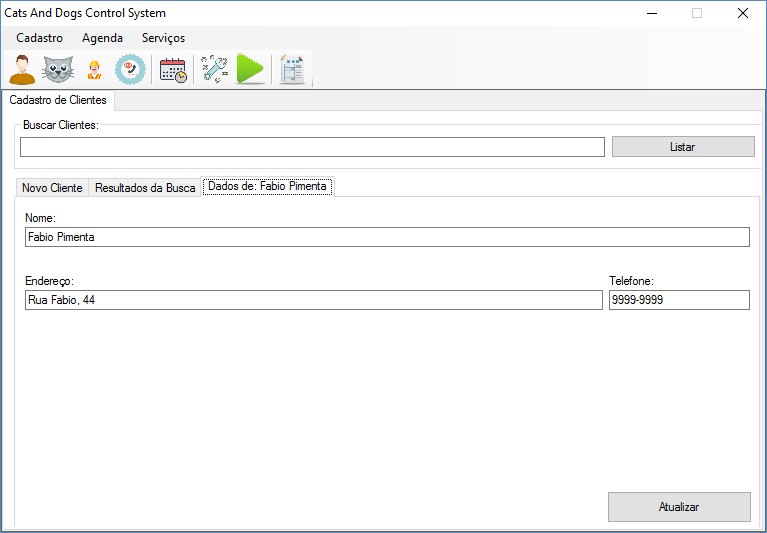 Cats And Dogs Control System
Cadastro Agenda Serviços
Cadastro de Clientes
Buscar Clientes:
Listar
Novo Cliente Resultados da Busca Dados de: Fabio Pimenta
Nome:
Fabio Pimenta
Endereço: Telefone:
Rua Fabio, 44 9999-9999
Atualizar